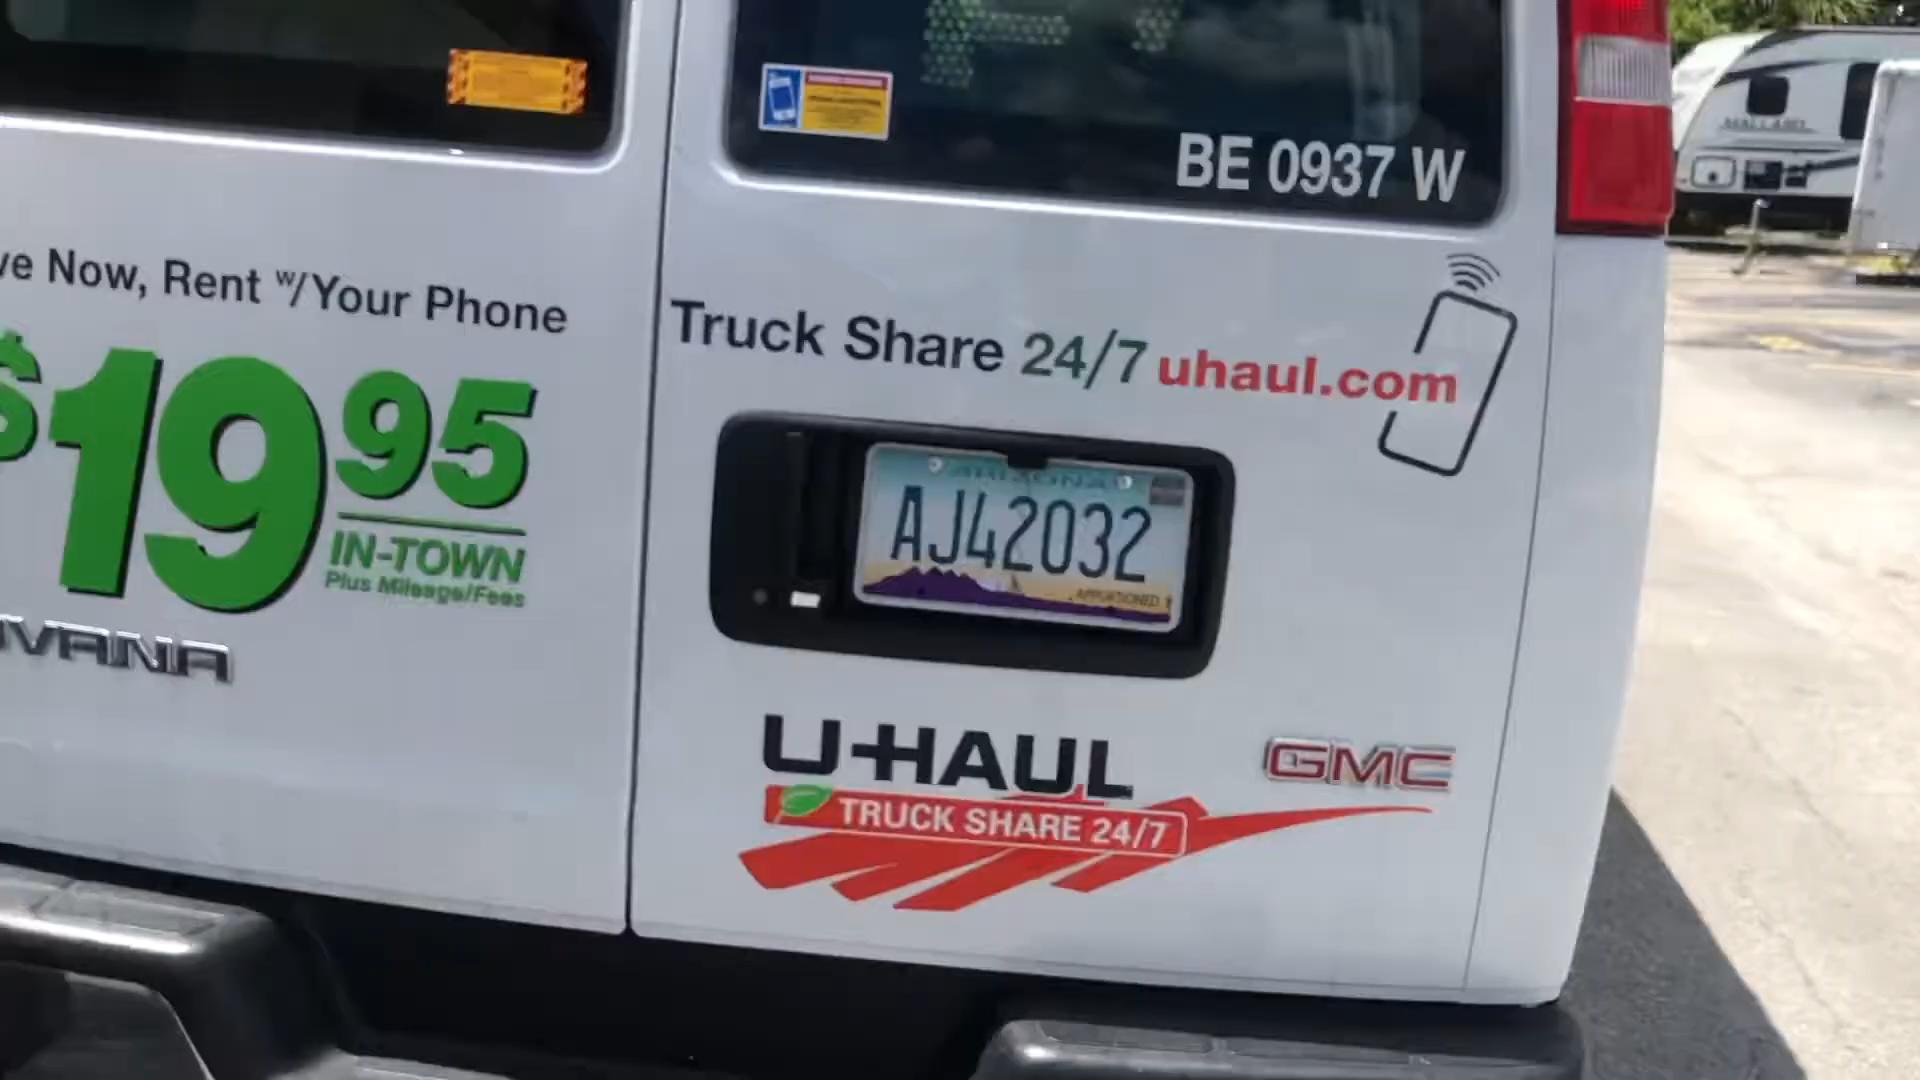 BE 0937 W
ve Now, Rent w/Your Phone
$19 95
IN-TOWN
Plus Mileage/Fees
VANA
Truck Share 24/7 uhaul.com
ARIZONA
AJ42032
APPORTIONED
U-HAUL
TRUCK SHARE 24/7
GMC
MALLARD